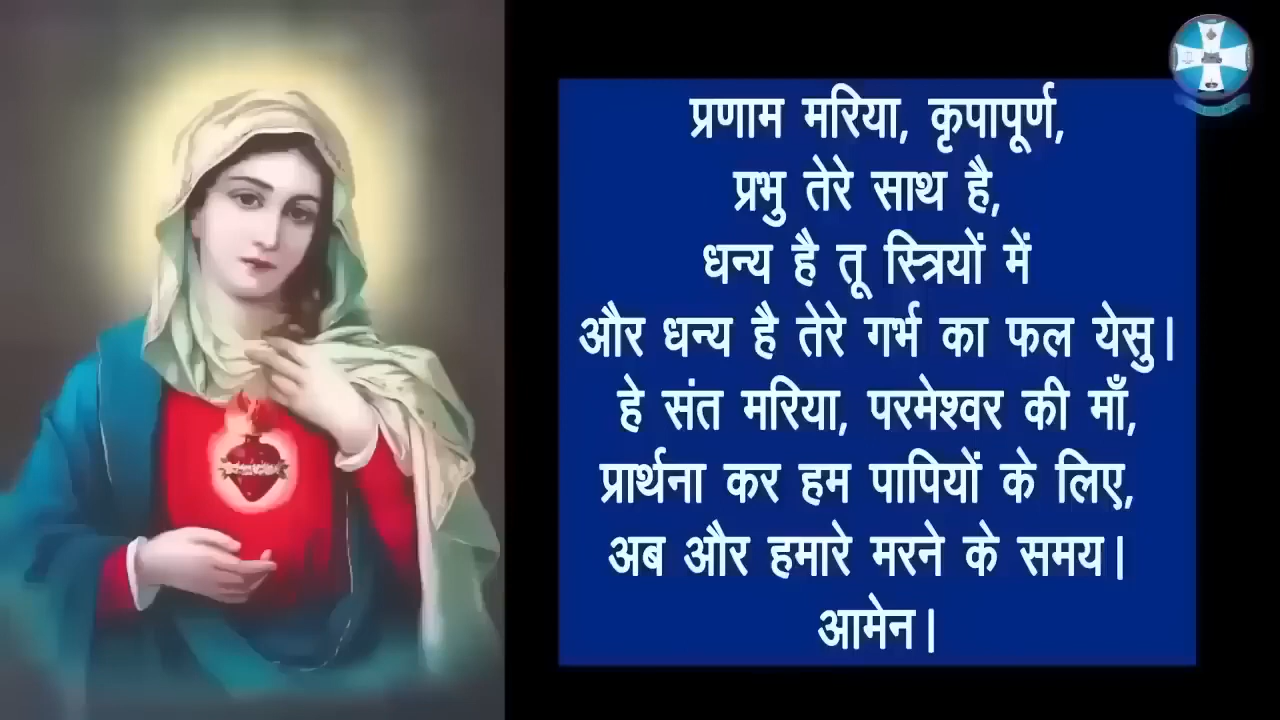 प्रणाम मरिया, कृपापूर्ण,
प्रभु तेरे साथ है,
धन्य है तू स्त्रियों में
और धन्य है तेरे गर्भ का फल येसु।
हे संत मरिया, परमेश्वर की माँ,
प्रार्थना कर हम पापियों के लिए,
अब और हमारे मरने के समय।
आमेन।